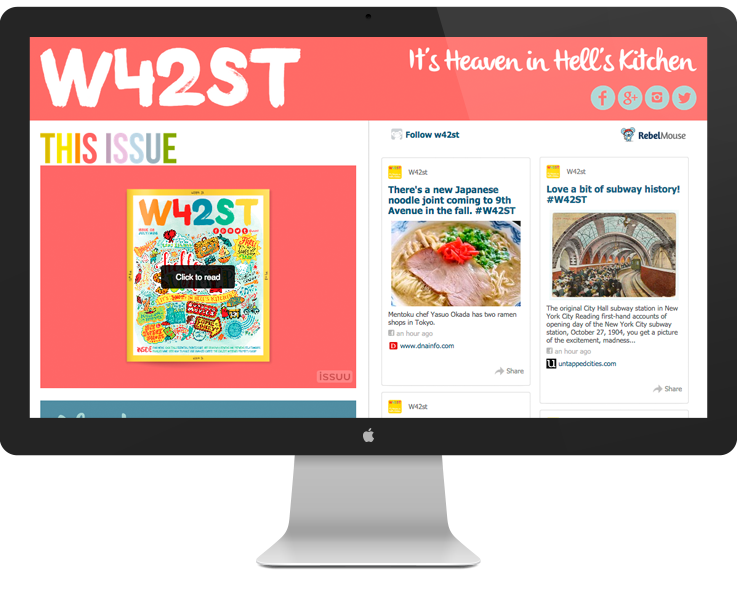 W42ST
It's Heaven in Hell's Kitchen
THIS ISSUE
W42ST
Click to read
issuu
Follow w42st
RebelMouse
W42st
There's a new Japanese
noodle joint coming to 9th
Avenue in the fall. #W42ST
Mentoku chef Yasuo Okada has two ramen
shops in Tokyo.
an hour ago
www.dnainfo.com
Share
W42st
W42st
Love a bit of subway history!
#W42ST
The original City Hall subway station in New
York City Reading first-hand accounts of
opening day of the New York City subway
station, October 27, 1904, you get a picture
of the excitement, madness...
an hour ago
untappedcities.com
Share